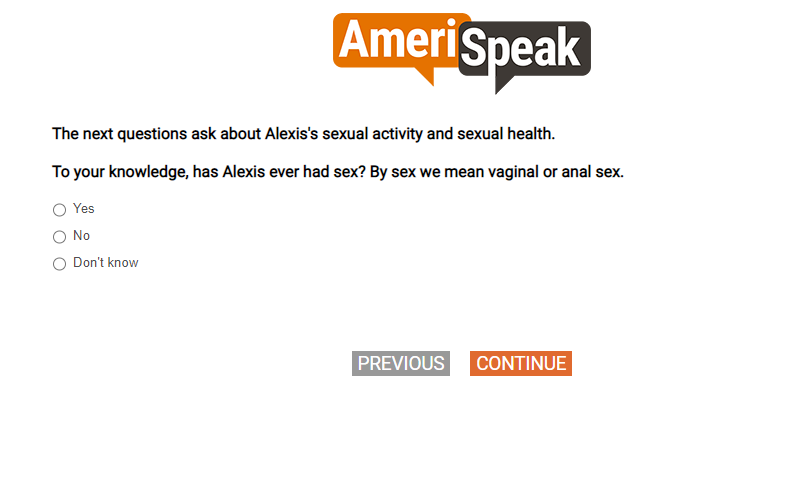 AmeriSpeak
The next questions ask about Alexis's sexual activity and sexual health.
To your knowledge, has Alexis ever had sex? By sex we mean vaginal or anal sex.
Yes
No
Don't know
PREVIOUS CONTINUE